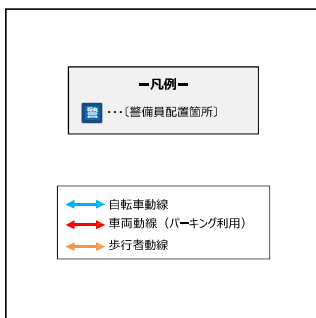 ー凡例ー
警 ・・・〔警備員配置箇所〕
自転車動線
車両動線（パーキング利用）
歩行者動線